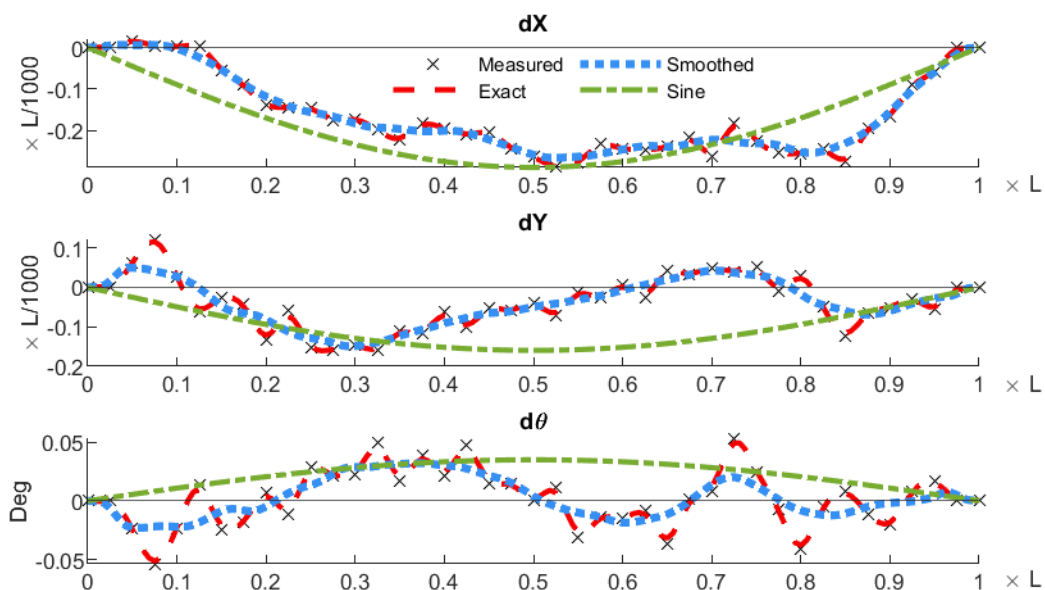 dX
0
-0.1
-0.2
× L/1000
× Measured
Smoothed
Exact
Sine
0 0.1 0.2 0.3 0.4 0.5 0.6 0.7 0.8 0.9 1 × L
dY
0.1
0
-0.1
-0.2
× L/1000
0 0.1 0.2 0.3 0.4 0.5 0.6 0.7 0.8 0.9 1 × L
dθ
0.05
0
-0.05
Deg
0 0.1 0.2 0.3 0.4 0.5 0.6 0.7 0.8 0.9 1 × L